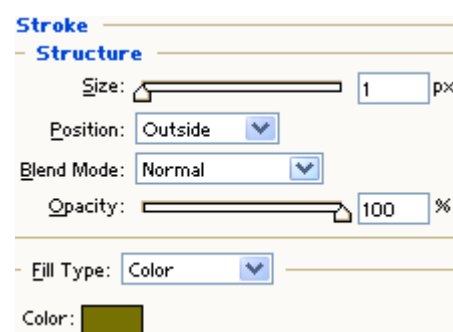 Stroke
Structure
Size: 1 px
Position: Outside
Blend Mode: Normal
Opacity: 100 %
Fill Type: Color
Color: